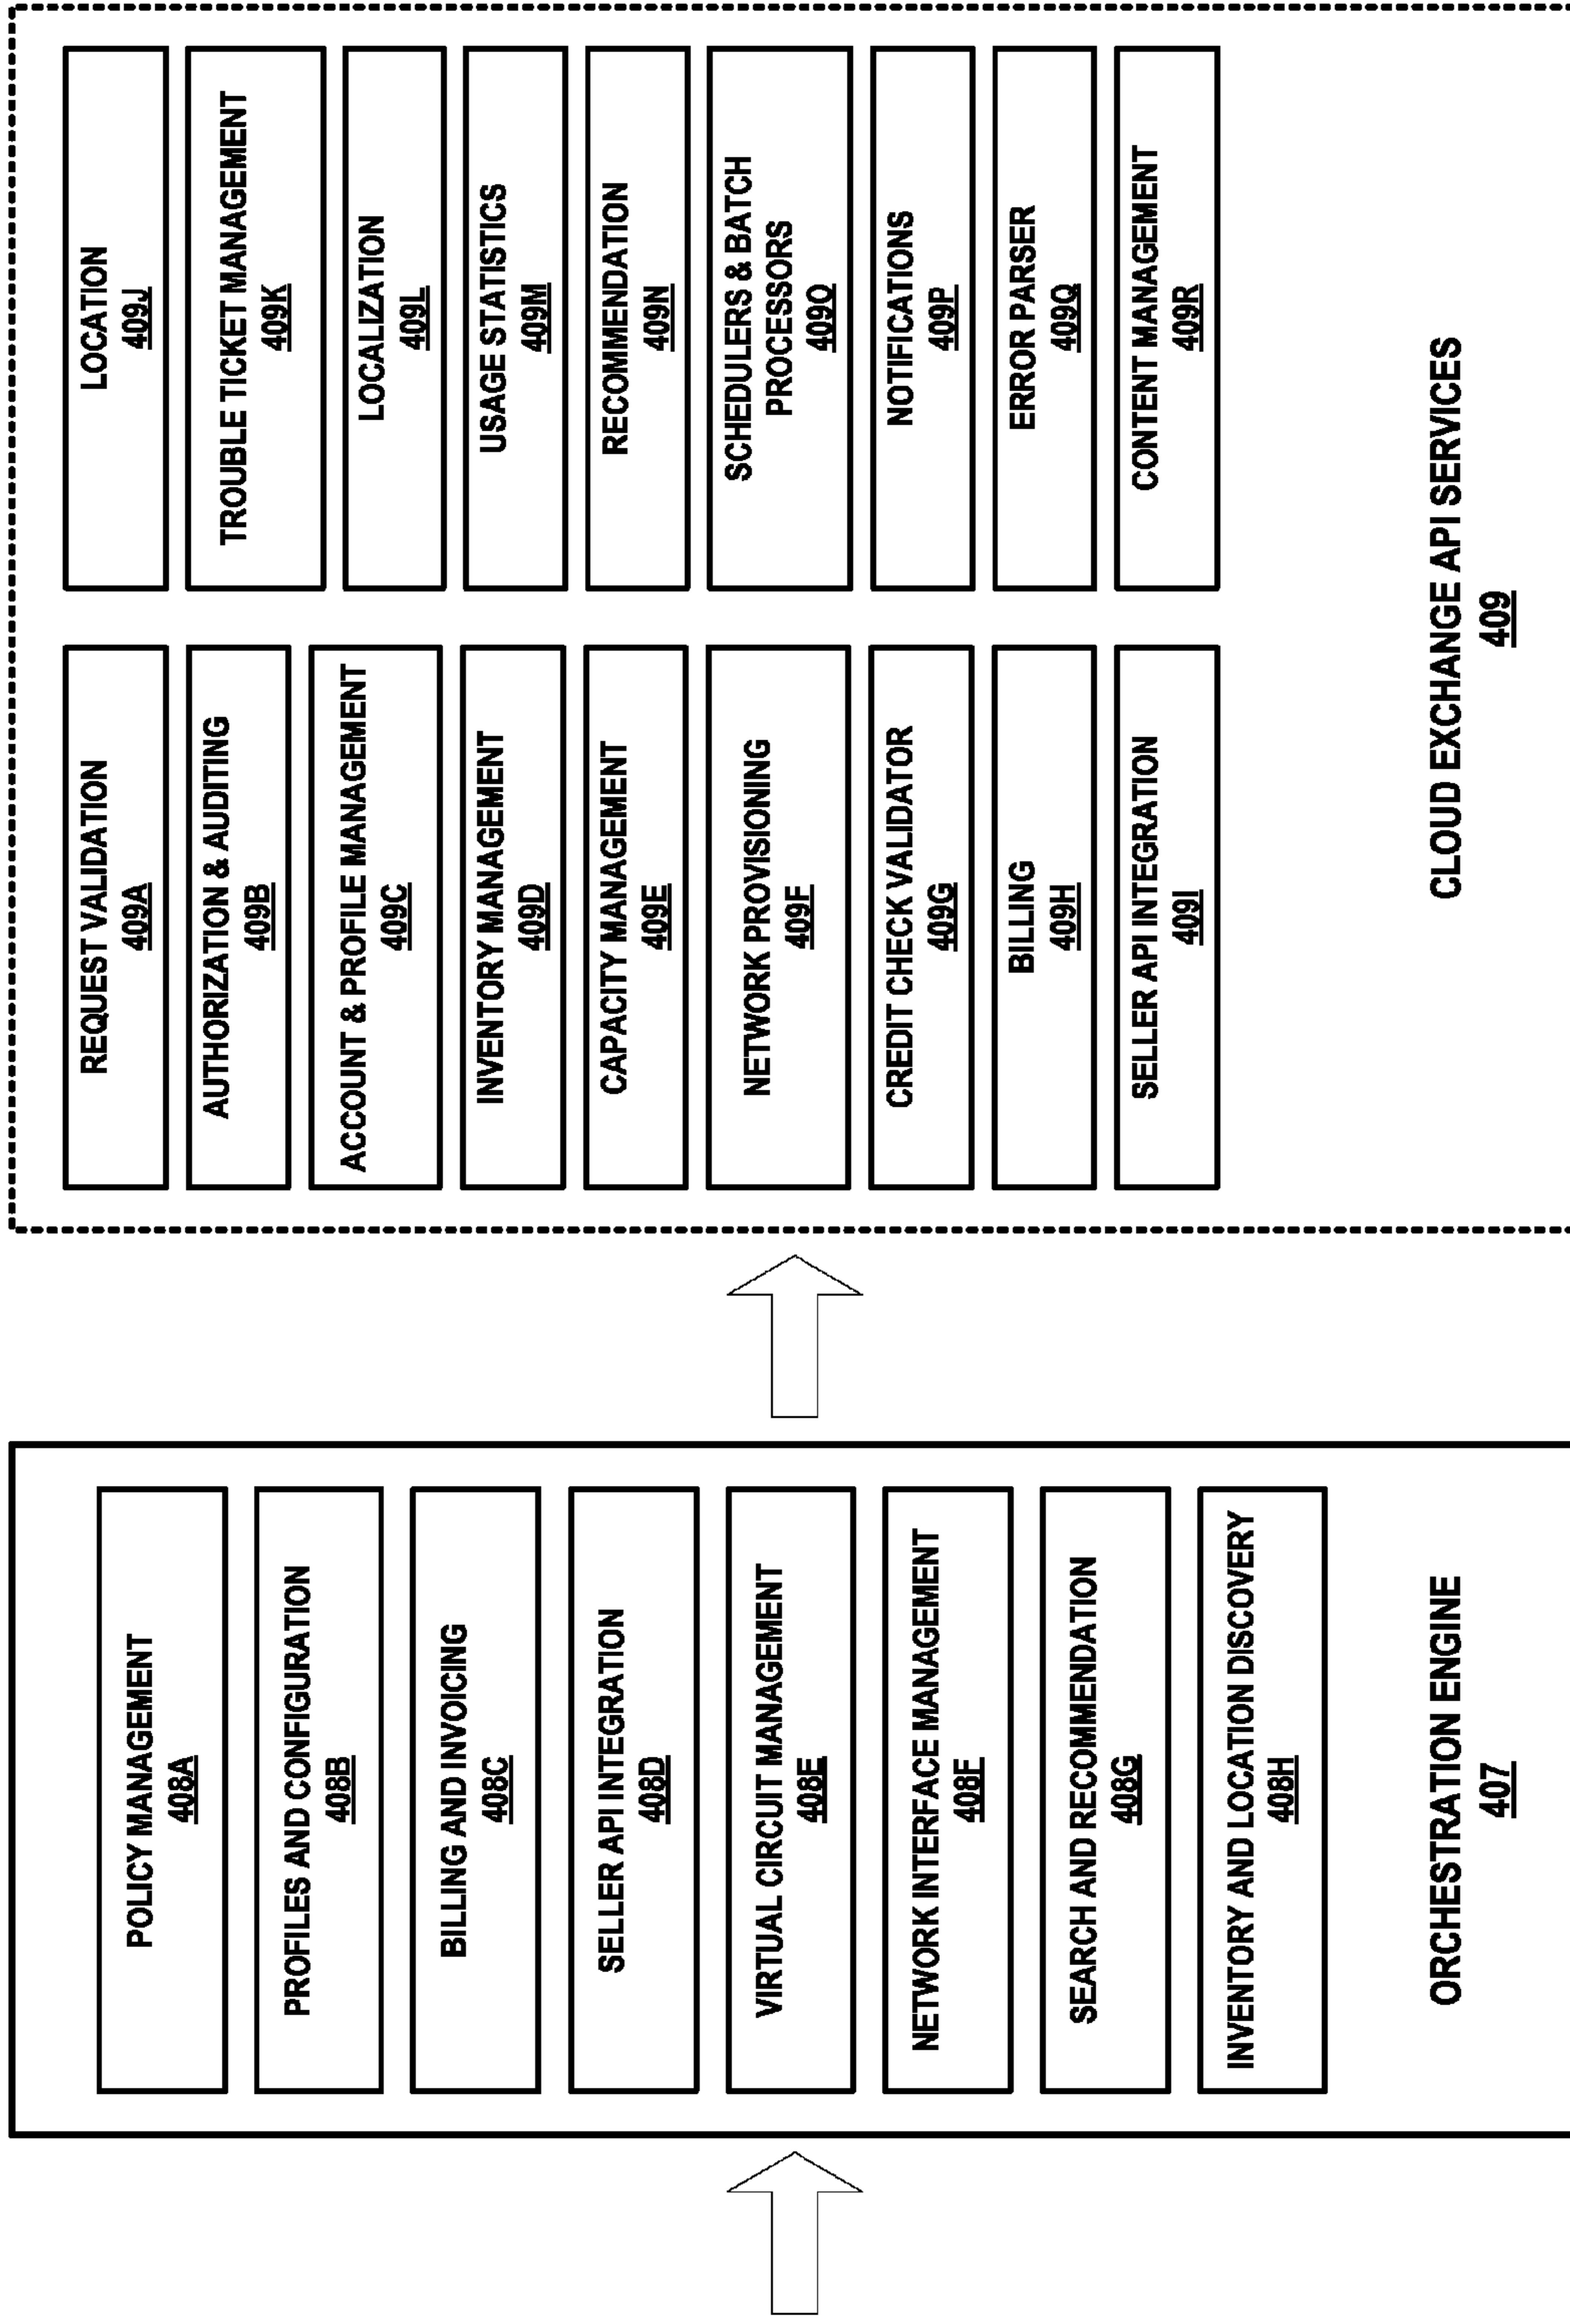 POLICY MANAGEMENT
408A
PROFILES AND CONFIGURATION
408B
BILLING AND INVOICING
408C
SELLER API INTEGRATION
408D
VIRTUAL CIRCUIT MANAGEMENT
408E
NETWORK INTERFACE MANAGEMENT
408F
SEARCH AND RECOMMENDATION
408G
INVENTORY AND LOCATION DISCOVERY
408H
ORCHESTRATION ENGINE
407
REQUEST VALIDATION
409A
AUTHORIZATION & AUDITING
409B
ACCOUNT & PROFILE MANAGEMENT
409C
INVENTORY MANAGEMENT
409D
CAPACITY MANAGEMENT
409E
NETWORK PROVISIONING
409F
CREDIT CHECK VALIDATOR
409G
BILLING
409H
SELLER API INTEGRATION
409I
LOCATION
409J
TROUBLE TICKET MANAGEMENT
409K
LOCALIZATION
409L
USAGE STATISTICS
409M
RECOMMENDATION
409N
SCHEDULERS & BATCH
PROCESSORS
409O
NOTIFICATIONS
409P
ERROR PARSER
409Q
CONTENT MANAGEMENT
409R
CLOUD EXCHANGE API SERVICES
409